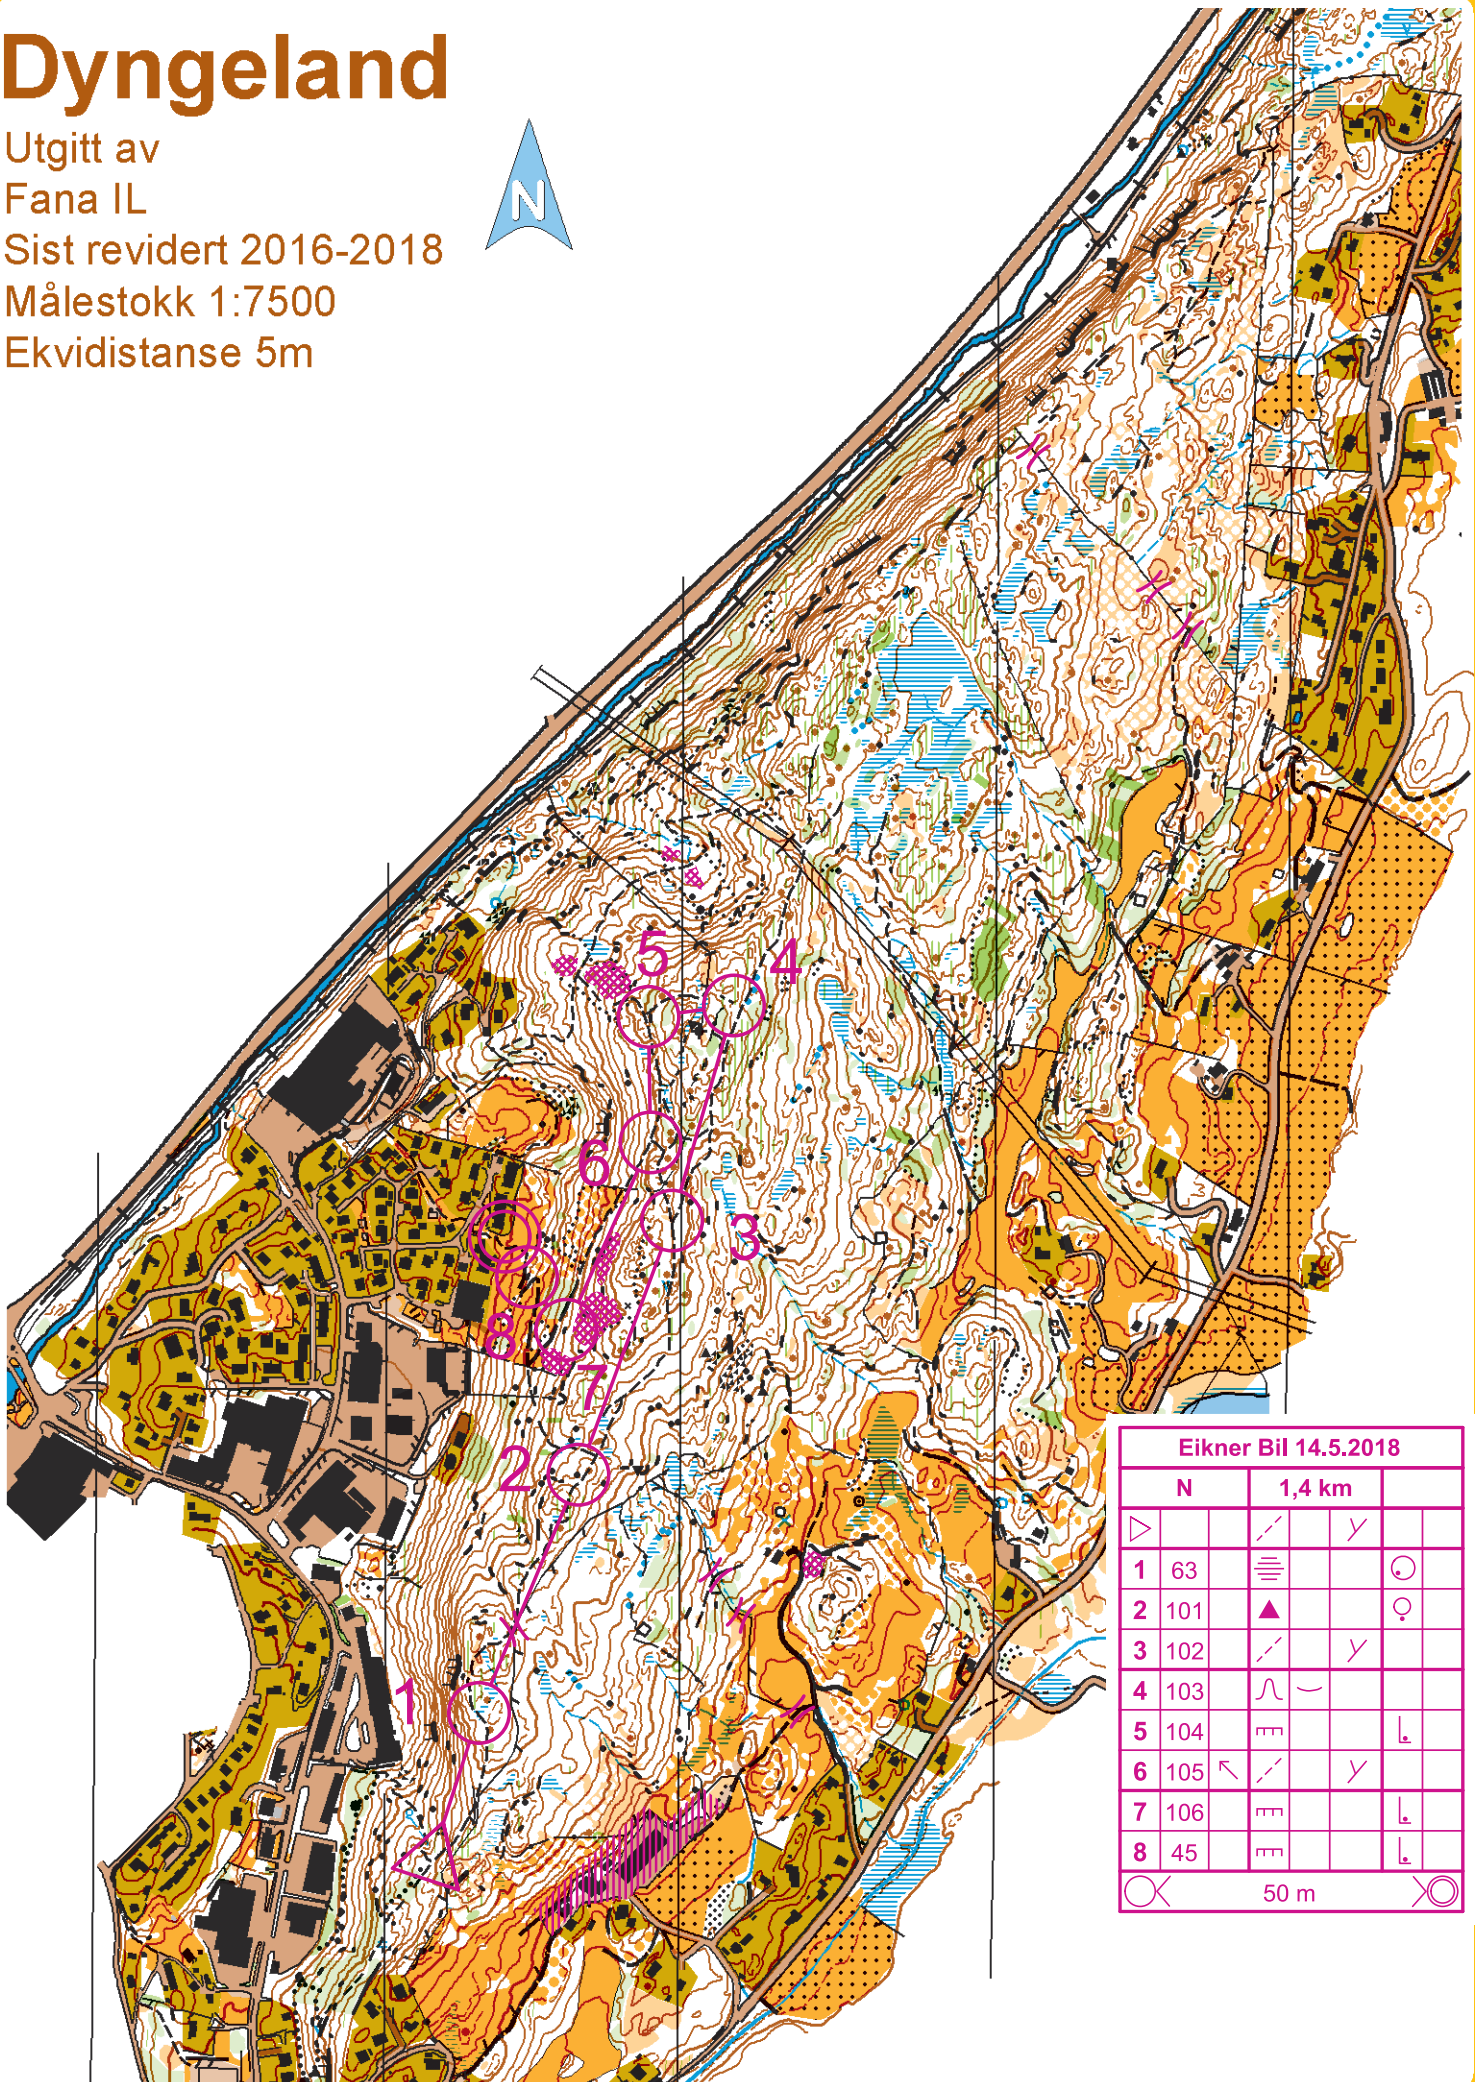 Dyngeland
Utgitt av
Fana IL
Sist revidert 2016-2018
Målestokk 1:7500
Ekvidistanse 5m
N
5
4
6
3
8
7
2
1
Eikner Bil 14.5.2018
N 1,4 km
1 63
2 101
3 102
4 103
5 104
6 105
7 106
8 45
50 m